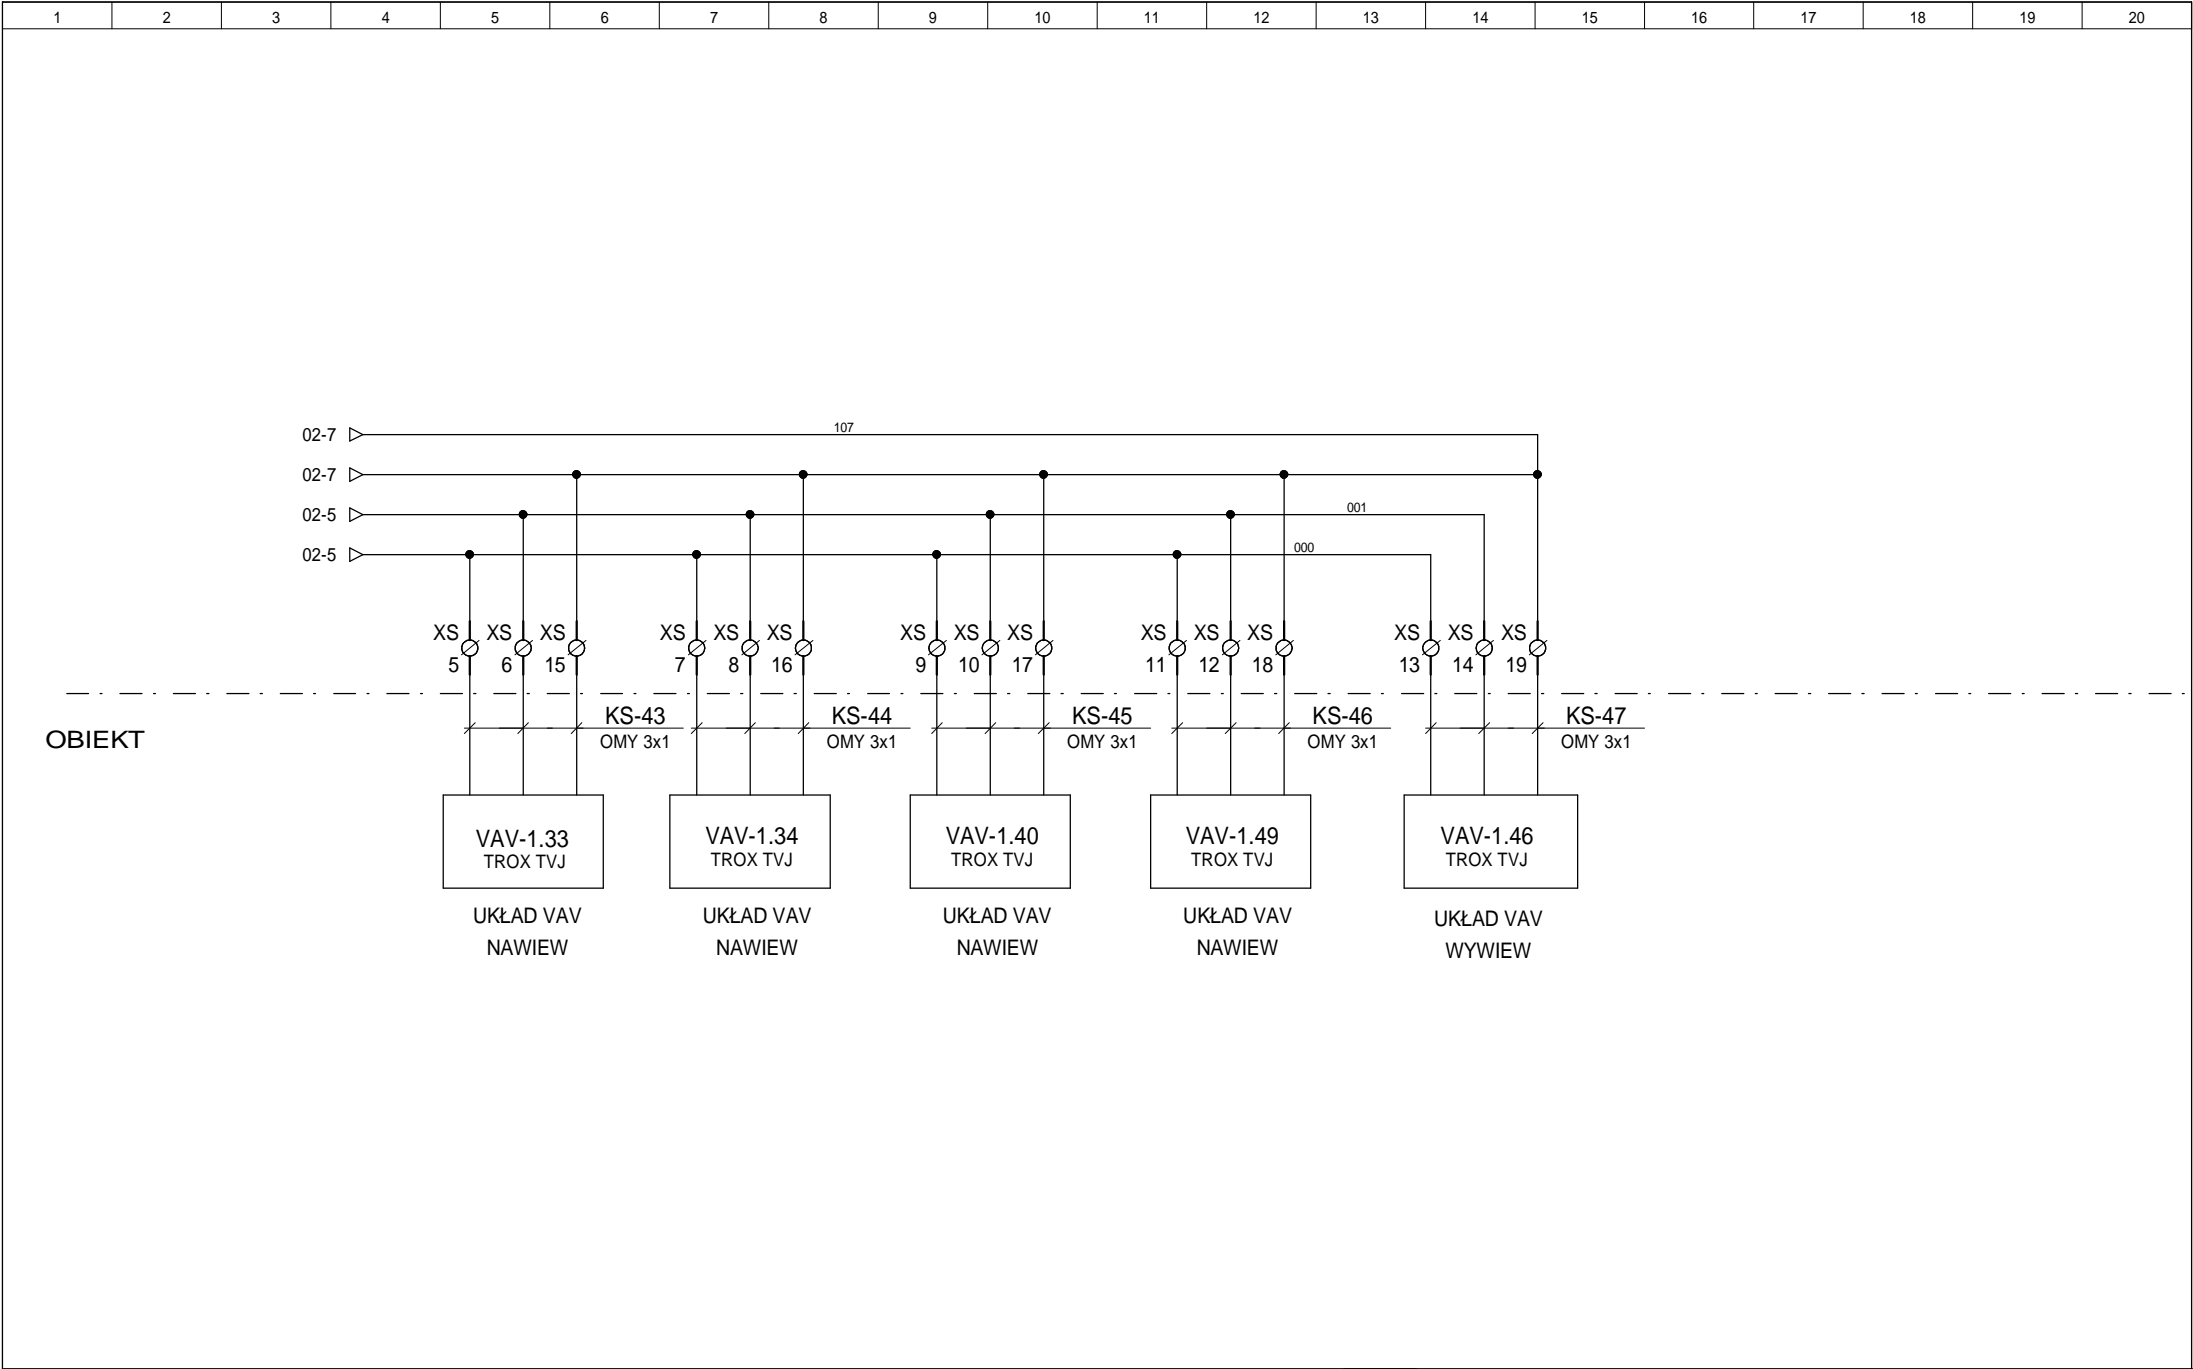 1 2 3 4 5 6 7 8 9 10 11 12 13 14 15 16 17 18 19 20
02-7 107
02-7
02-5 001
02-5 000
XS XS XS XS XS XS XS XS XS XS XS XS XS XS XS
5 6 15 7 8 16 9 10 17 11 12 18 13 14 19
KS-43 KS-44 KS-45 KS-46 KS-47
OBIEKT OMY 3x1 OMY 3x1 OMY 3x1 OMY 3x1 OMY 3x1
VAV-1.33 VAV-1.34 VAV-1.40 VAV-1.49 VAV-1.46
TROX TVJ TROX TVJ TROX TVJ TROX TVJ TROX TVJ
UKŁAD VAV UKŁAD VAV UKŁAD VAV UKŁAD VAV UKŁAD VAV
NAWIEW NAWIEW NAWIEW NAWIEW WYWIEW